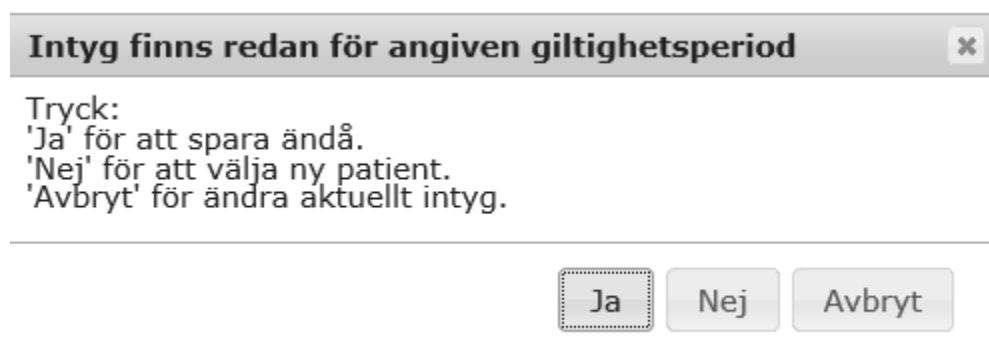 Intyg finns redan för angiven giltighetsperiod
Tryck:
'Ja' för att spara ändå.
'Nej' för att välja ny patient.
'Avbryt' för ändra aktuellt intyg.
Ja Nej Avbryt